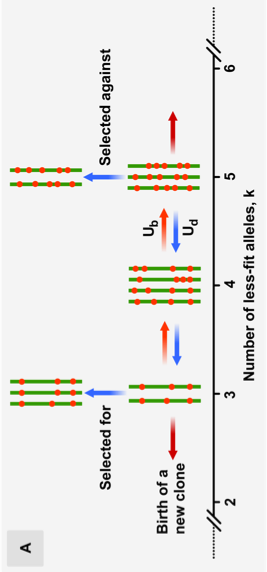 A
Selected for
Selected against
Birth of a
new clone
U_b
U_d
2
3
4
5
6
Number of less-fit alleles, k